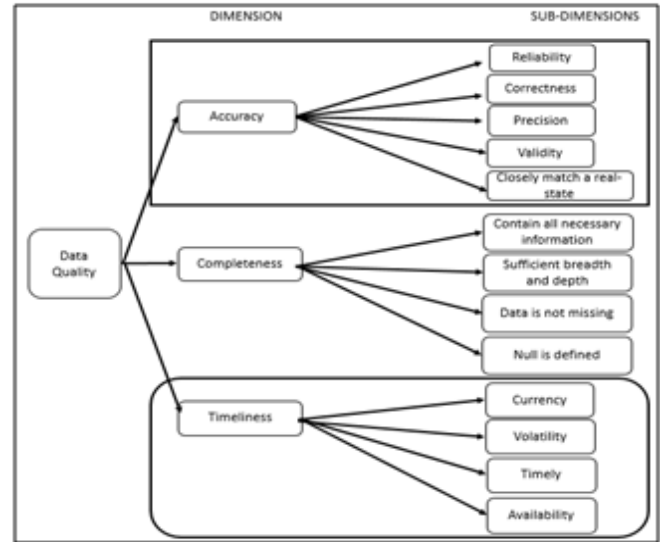 DIMENSION
SUB-DIMENSIONS
Data
Quality
Accuracy
Reliability
Correctness
Precision
Validity
Closely match a real-
state
Completeness
Contain all necessary
information
Sufficient breadth
and depth
Data is not missing
Null is defined
Timeliness
Currency
Volatility
Timely
Availability